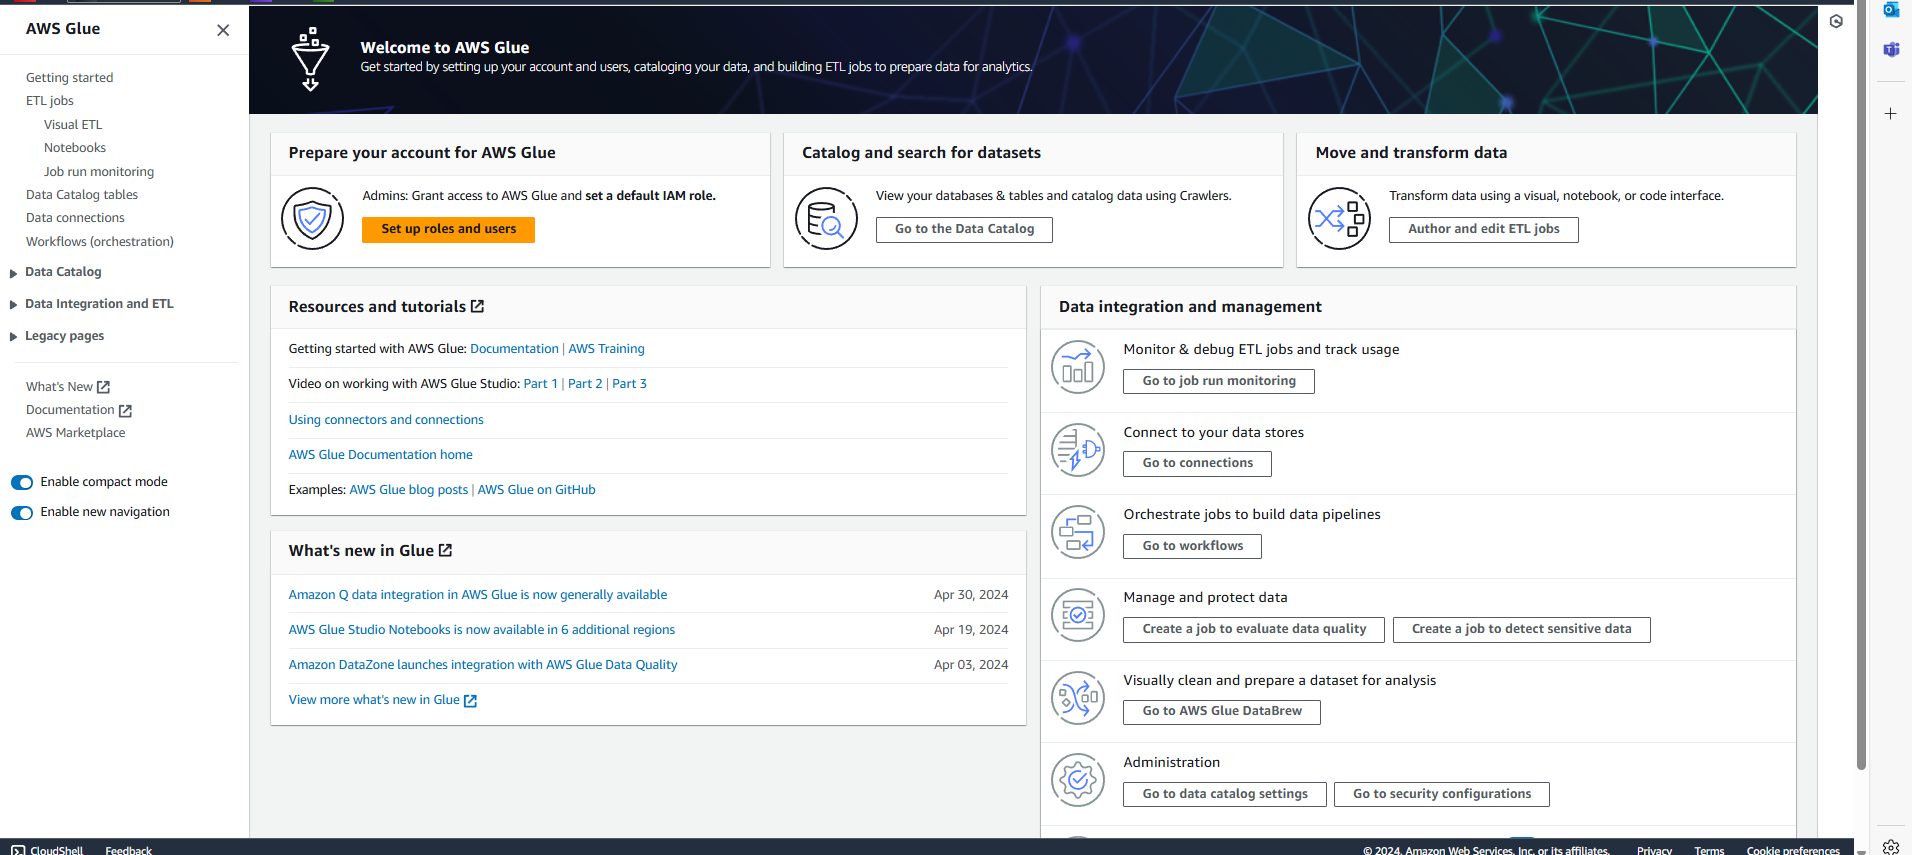 AWS Glue
Getting started
ETL jobs
Visual ETL
Notebooks
Job run monitoring
Data Catalog tables
Data connections
Workflows (orchestration)
Data Catalog
Data Integration and ETL
Legacy pages
What's New
Documentation
AWS Marketplace
Enable compact mode
Enable new navigation
Welcome to AWS Glue
Get started by setting up your account and users, cataloging your data, and building ETL jobs to prepare data for analytics.
Prepare your account for AWS Glue
Admins: Grant access to AWS Glue and set a default IAM role.
Set up roles and users
Catalog and search for datasets
View your databases & tables and catalog data using Crawlers.
Go to the Data Catalog
Move and transform data
Transform data using a visual, notebook, or code interface.
Author and edit ETL jobs
Resources and tutorials
Getting started with AWS Glue: Documentation | AWS Training
Video on working with AWS Glue Studio: Part 1 | Part 2 | Part 3
Using connectors and connections
AWS Glue Documentation home
Examples: AWS Glue blog posts | AWS Glue on GitHub
What's new in Glue
Amazon Q data integration in AWS Glue is now generally available Apr 30, 2024
AWS Glue Studio Notebooks is now available in 6 additional regions Apr 19, 2024
Amazon DataZone launches integration with AWS Glue Data Quality Apr 03, 2024
View more what's new in Glue
Data integration and management
Monitor & debug ETL jobs and track usage
Go to job run monitoring
Connect to your data stores
Go to connections
Orchestrate jobs to build data pipelines
Go to workflows
Manage and protect data
Create a job to evaluate data quality Create a job to detect sensitive data
Visually clean and prepare a dataset for analysis
Go to AWS Glue DataBrew
Administration
Go to data catalog settings Go to security configurations
CloudShell Feedback © 2024, Amazon Web Services, Inc. or its affiliates. Privacy Terms Cookie preferences